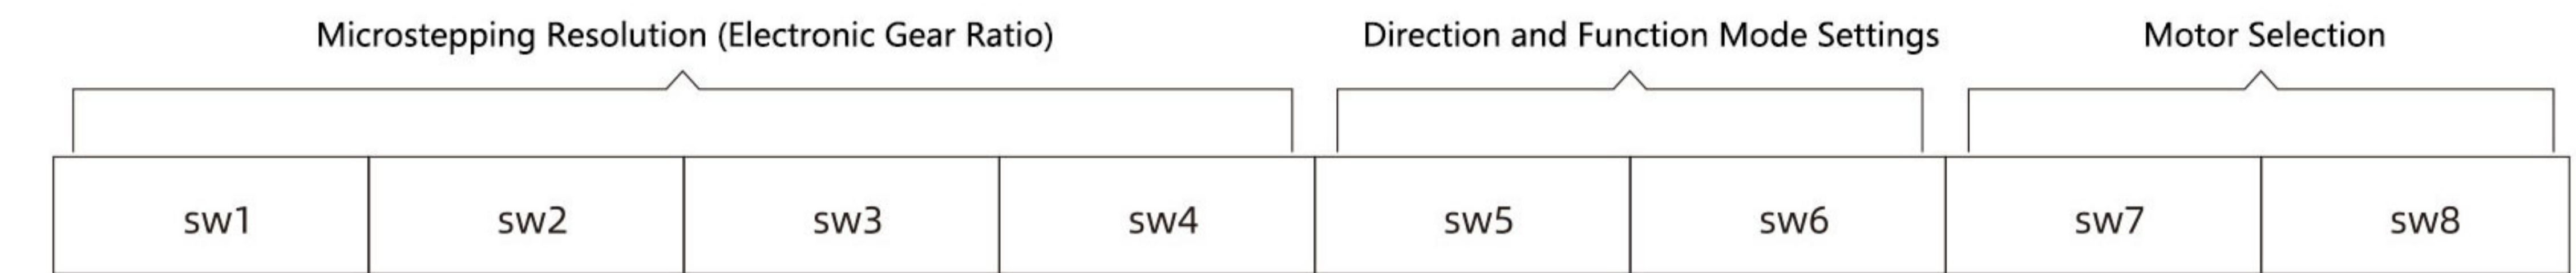 Microstepping Resolution (Electronic Gear Ratio) Direction and Function Mode Settings Motor Selection
sw1 sw2 sw3 sw4 sw5 sw6 sw7 sw8